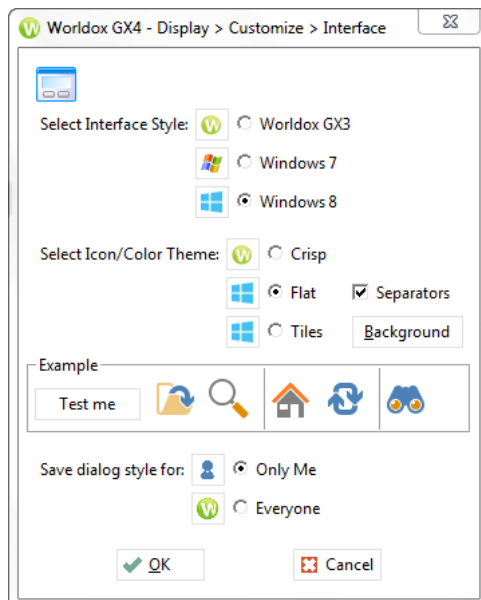 Worldox GX4 - Display > Customize > Interface
Select Interface Style: Worldox GX3
Windows 7
Windows 8
Select Icon/Color Theme: Crisp
Flat Separators
Tiles Background
Example
Test me
Save dialog style for: Only Me
Everyone
OK Cancel